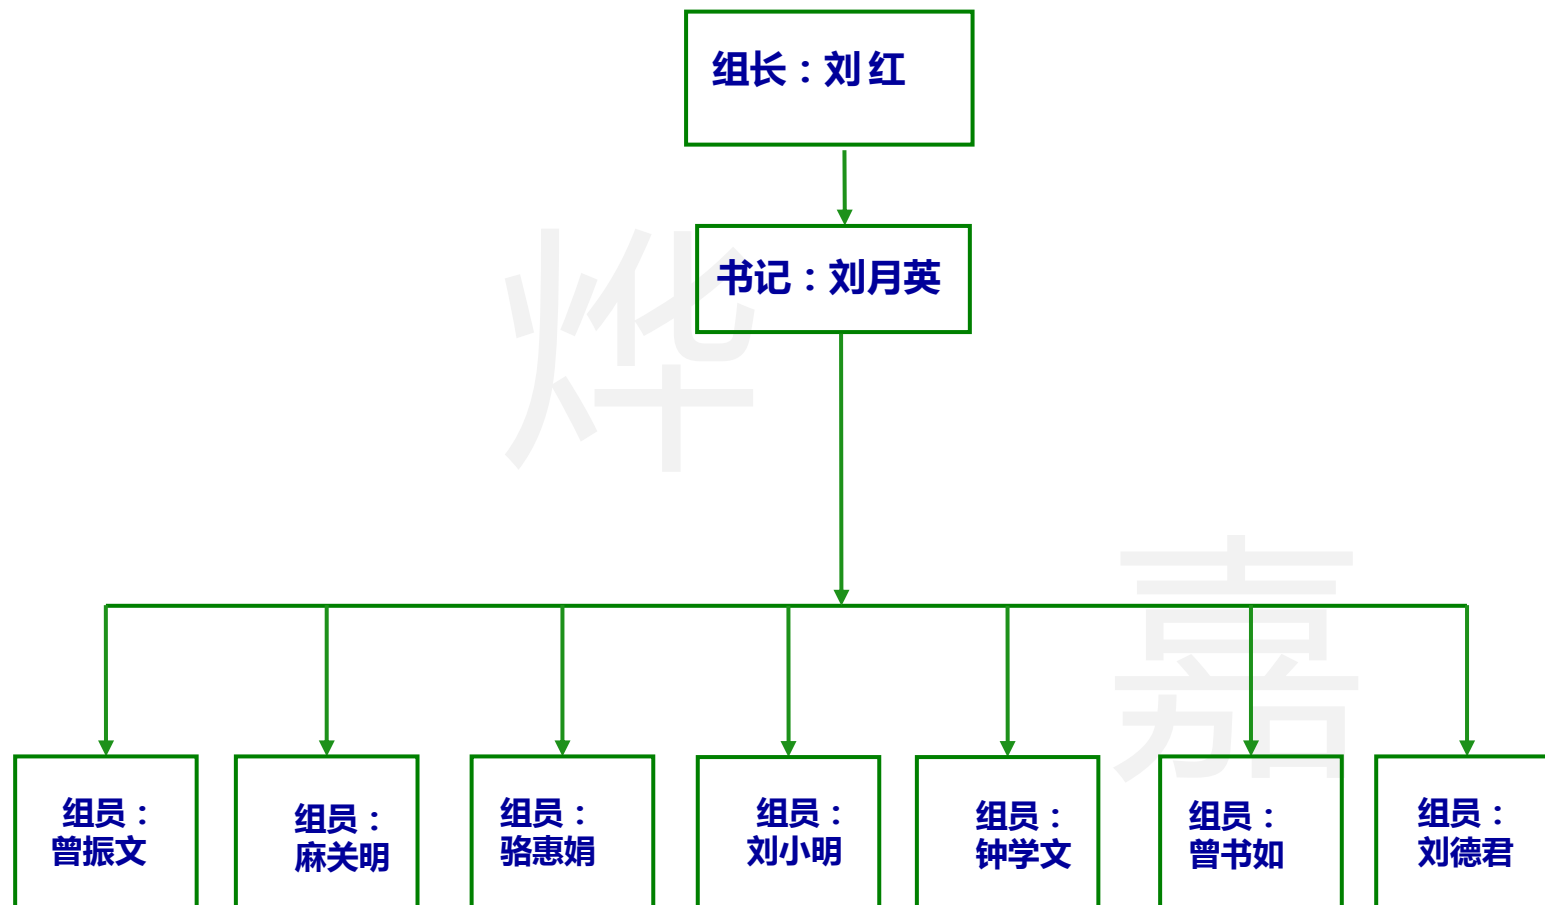 组长：刘 红
书记：刘月英
烨
嘉
组员：
曾振文
组员：
麻关明
组员：
骆惠娟
组员：
刘小明
组员：
钟学文
组员：
曾书如
组员：
刘德君